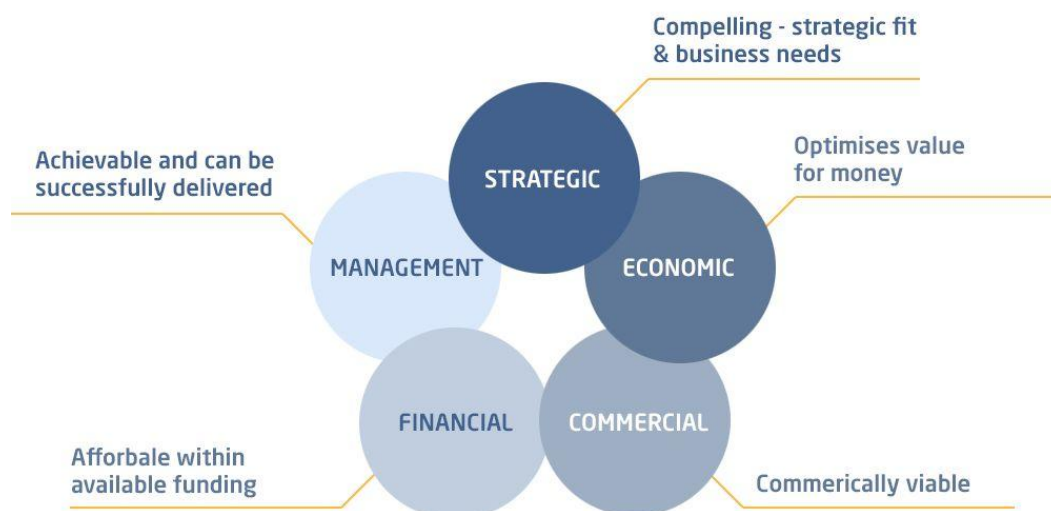 Compelling - strategic fit
& business needs
STRATEGIC
Optimises value
for money
ECONOMIC
Achievable and can be
successfully delivered
MANAGEMENT
FINANCIAL
COMMERCIAL
Afforbale within
available funding
Commerically viable